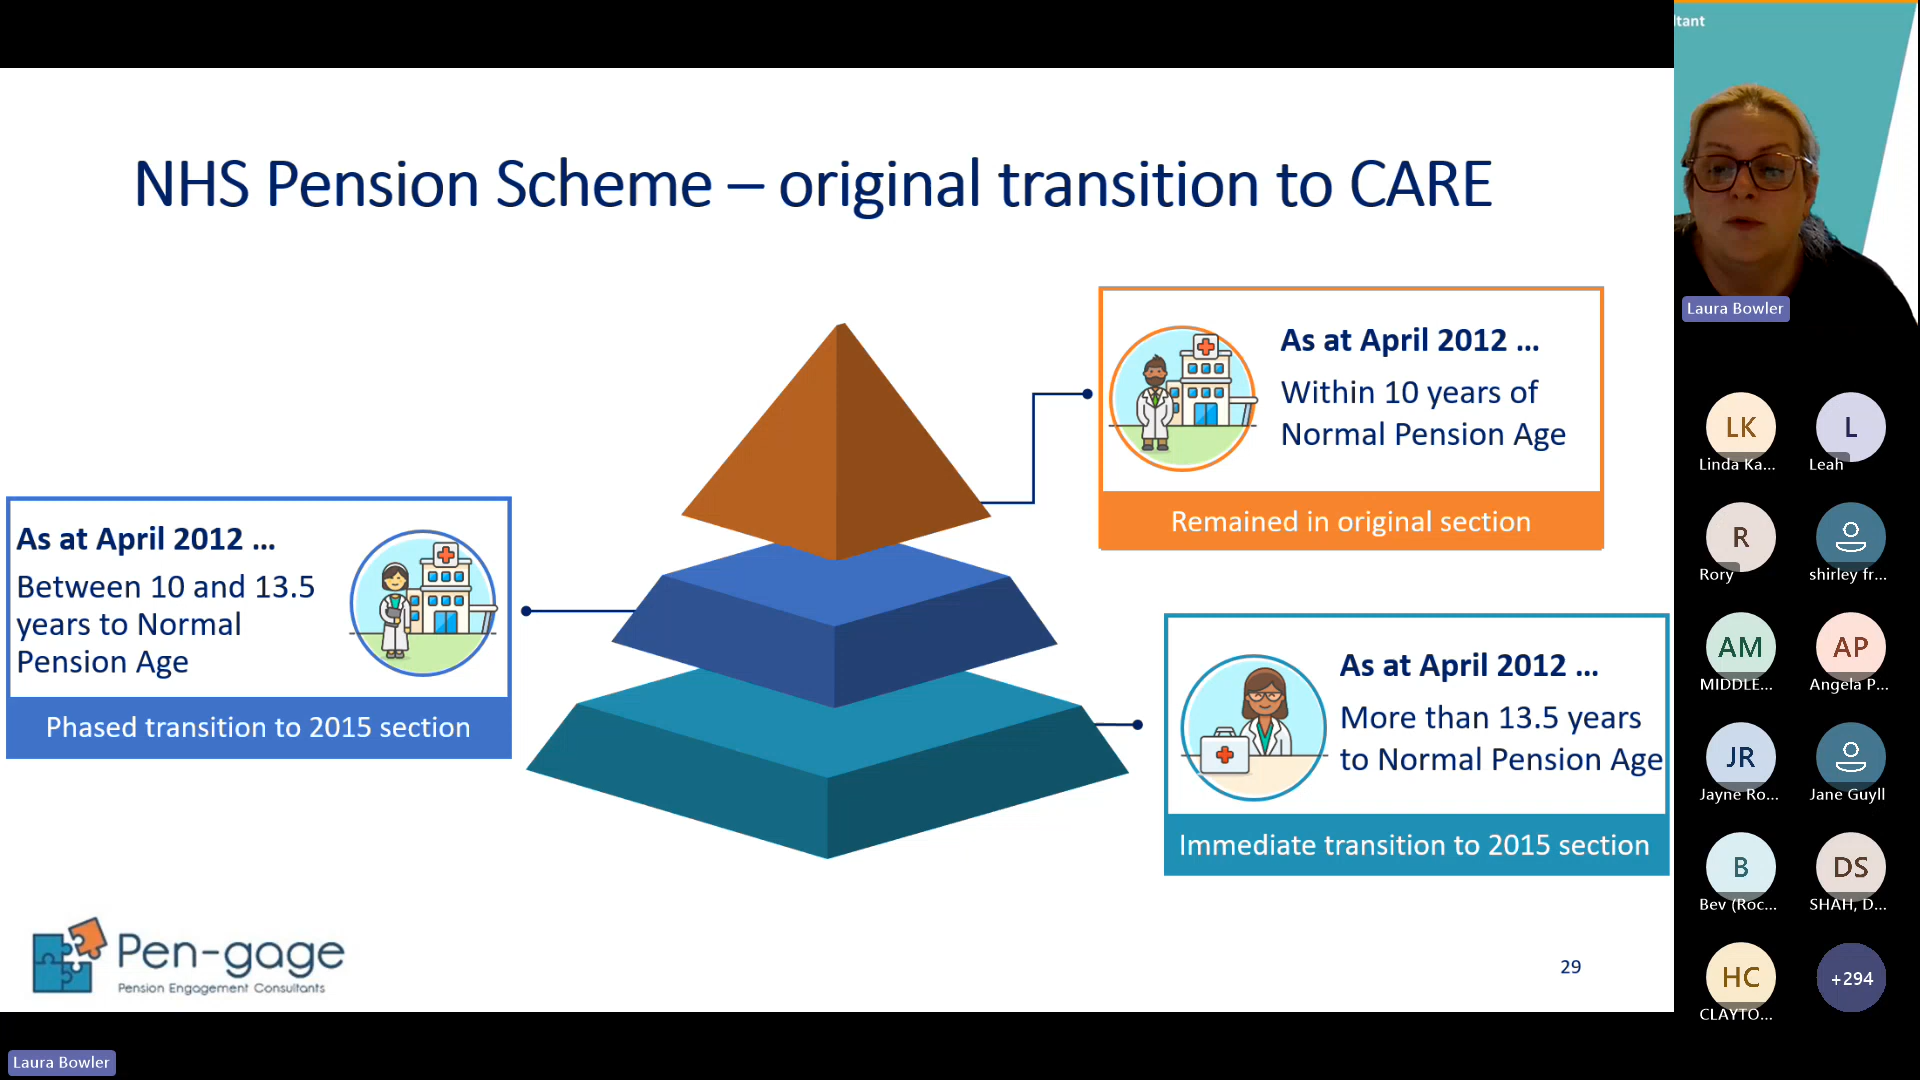 ltant
NHS Pension Scheme – original transition to CARE
As at April 2012 ...
Within 10 years of
Normal Pension Age
Remained in original section
As at April 2012 ...
Between 10 and 13.5
years to Normal
Pension Age
Phased transition to 2015 section
As at April 2012 ...
More than 13.5 years
to Normal Pension Age
Immediate transition to 2015 section
Pen-gage
Pension Engagement Consultants
29
Laura Bowler
Laura Bowler
LK
Linda Ka...
L
Leah
R
Rory
shirley fr...
AM
MIDDLE...
AP
Angela P...
JR
Jayne Ro...
Jane Guyll
B
Bev (Roc...
DS
SHAH, D...
HC
CLAYTO...
+294